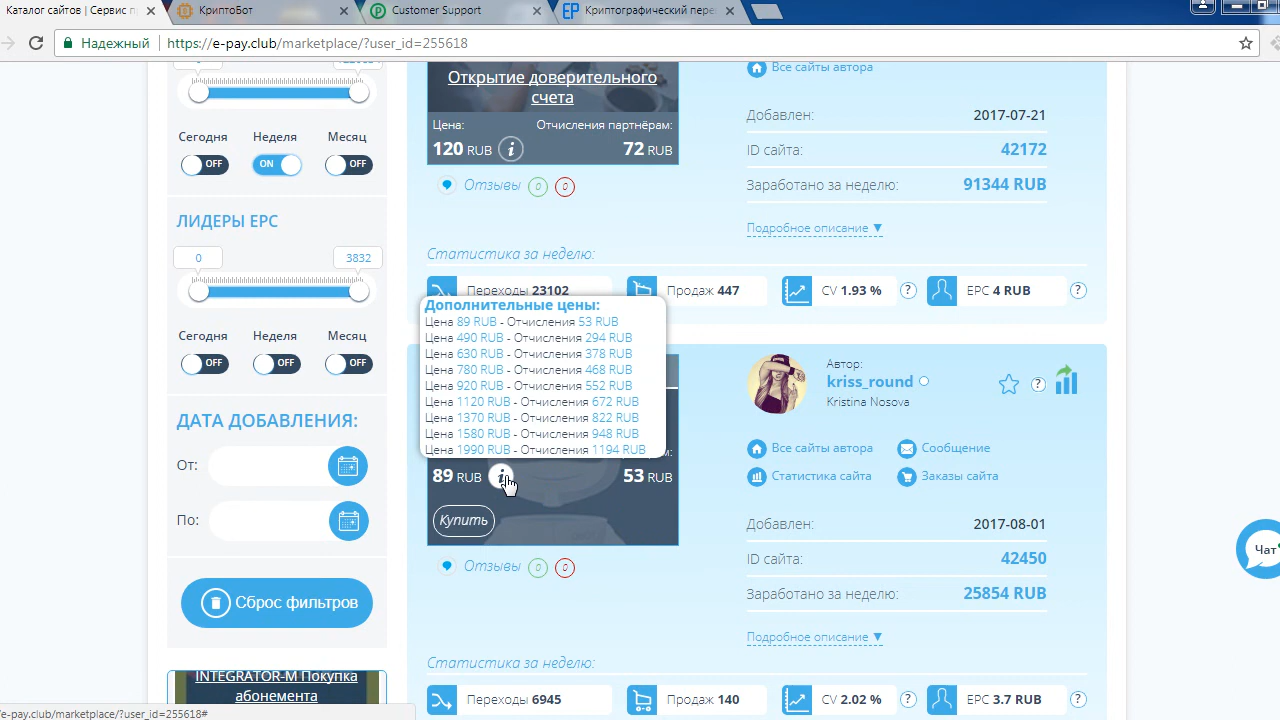 Каталог сайтов | Сервис п
КриптоБот
Customer Support
Криптографический пере
Надежный
https://e-pay.club/marketplace/?user_id=255618
Сегодня
Неделя
Месяц
OFF
ON
OFF
ЛИДЕРЫ EPC
0
3832
Сегодня
Неделя
Месяц
OFF
OFF
OFF
ДАТА ДОБАВЛЕНИЯ:
От:
По:
Сброс фильтров
INTEGRATOR-M Покупка
абонемента
Открытие доверительного
счета
Цена:
Отчисления партнёрам:
120 RUB
72 RUB
Отзывы
0
0
Все сайты автора
Добавлен:
2017-07-21
ID сайта:
42172
Заработано за неделю:
91344 RUB
Подробное описание ▼
Статистика за неделю:
Переходы 23102
Продаж 447
CV 1.93 %
?
EPC 4 RUB
?
Дополнительные цены:
Цена 89 RUB - Отчисления 53 RUB
Цена 490 RUB - Отчисления 294 RUB
Цена 630 RUB - Отчисления 378 RUB
Цена 780 RUB - Отчисления 468 RUB
Цена 920 RUB - Отчисления 552 RUB
Цена 1120 RUB - Отчисления 672 RUB
Цена 1370 RUB - Отчисления 822 RUB
Цена 1580 RUB - Отчисления 948 RUB
Цена 1990 RUB - Отчисления 1194 RUB
89 RUB
53 RUB
Купить
Отзывы
0
0
Автор:
kriss_round
?
Kristina Nosova
Все сайты автора
Сообщение
Статистика сайта
Заказы сайта
Добавлен:
2017-08-01
ID сайта:
42450
Заработано за неделю:
25854 RUB
Подробное описание ▼
Статистика за неделю:
Переходы 6945
Продаж 140
CV 2.02 %
?
EPC 3.7 RUB
?
Чат
/e-pay.club/marketplace/?user_id=255618#